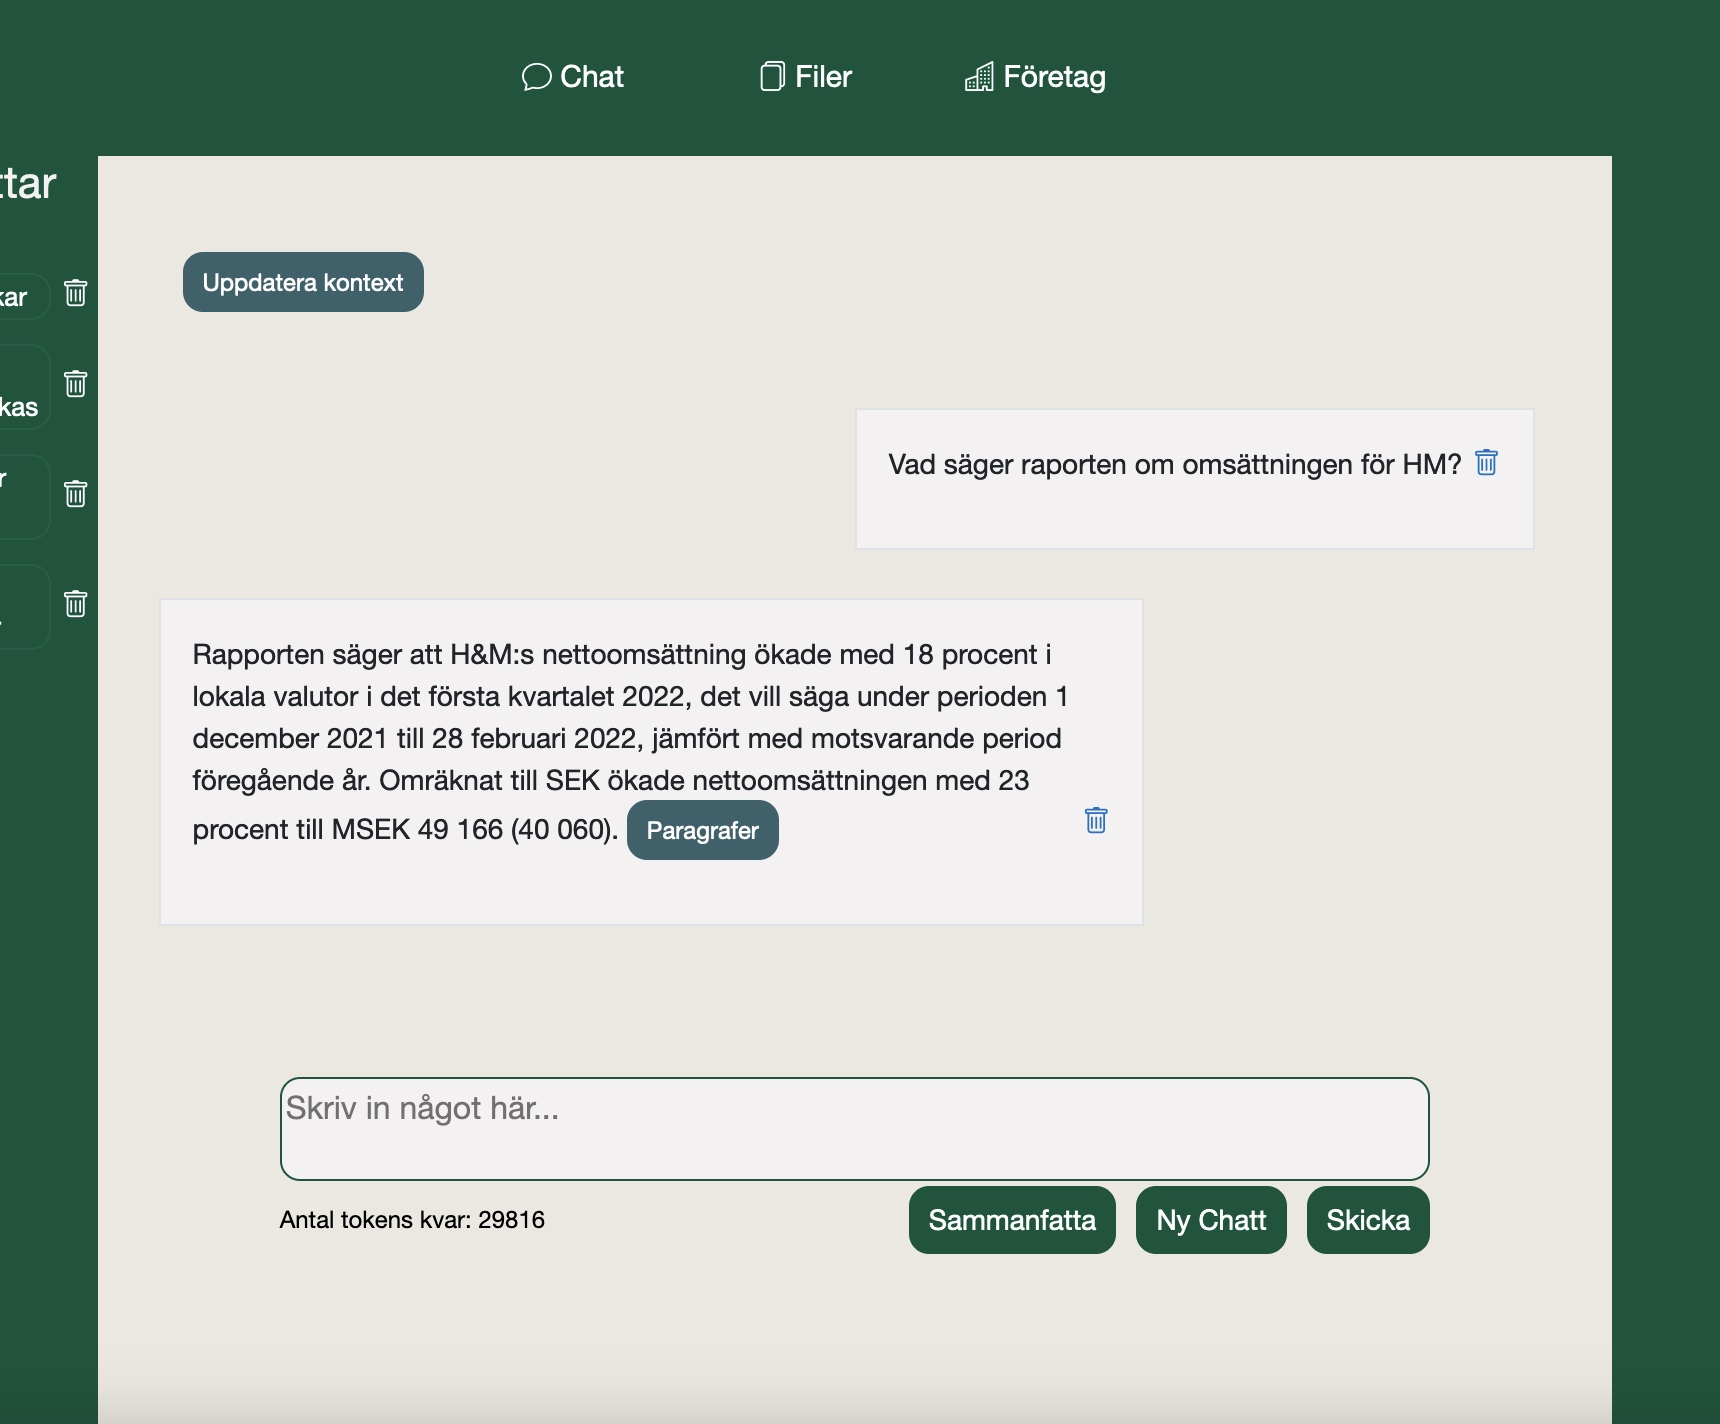 Chat
Filer
Företag
ttar
kar
kas
r
Uppdatera kontext
Vad säger raporten om omsättningen för HM?
Rapporten säger att H&M:s nettoomsättning ökade med 18 procent i
lokala valutor i det första kvartalet 2022, det vill säga under perioden 1
december 2021 till 28 februari 2022, jämfört med motsvarande period
föregående år. Omräknat till SEK ökade nettoomsättningen med 23
procent till MSEK 49 166 (40 060). Paragrafer
Skriv in något här...
Antal tokens kvar: 29816
Sammanfatta
Ny Chatt
Skicka